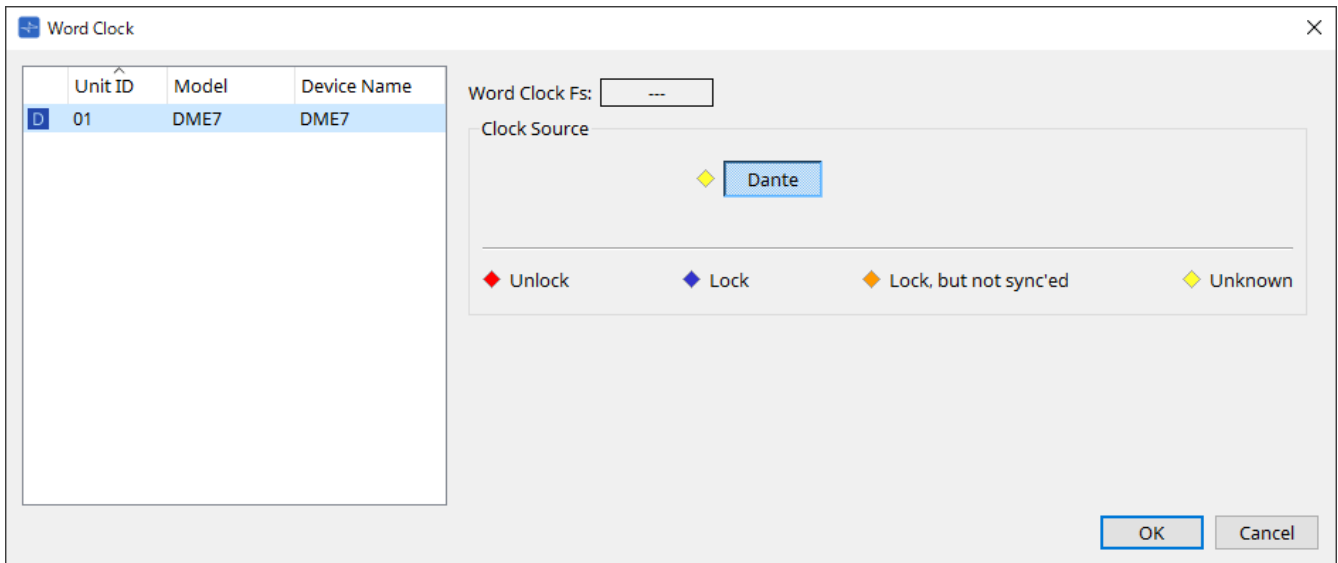 Word Clock
Unit ID Model Device Name
D 01 DME7 DME7
Word Clock Fs: ---
Clock Source
Dante
Unlock Lock Lock, but not sync'ed Unknown
OK Cancel